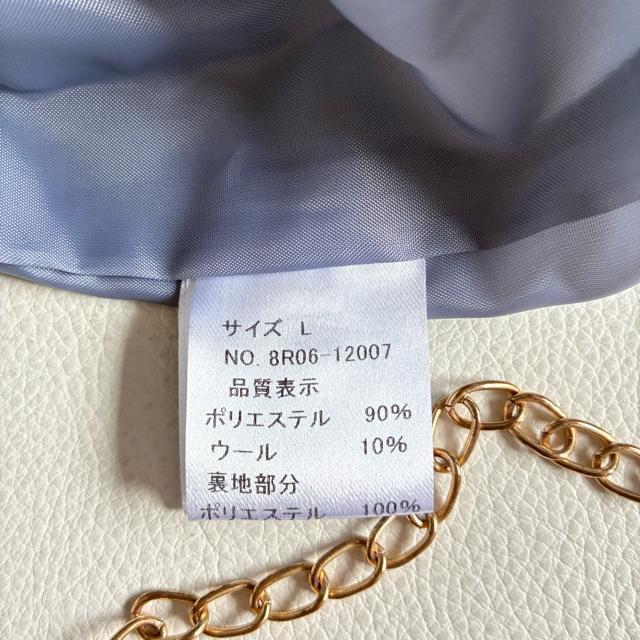 サイズ L
NO. 8R06-12007
品質表示
ポリエステル 90%
ウール 10%
裏地部分
ポリエステル 100%